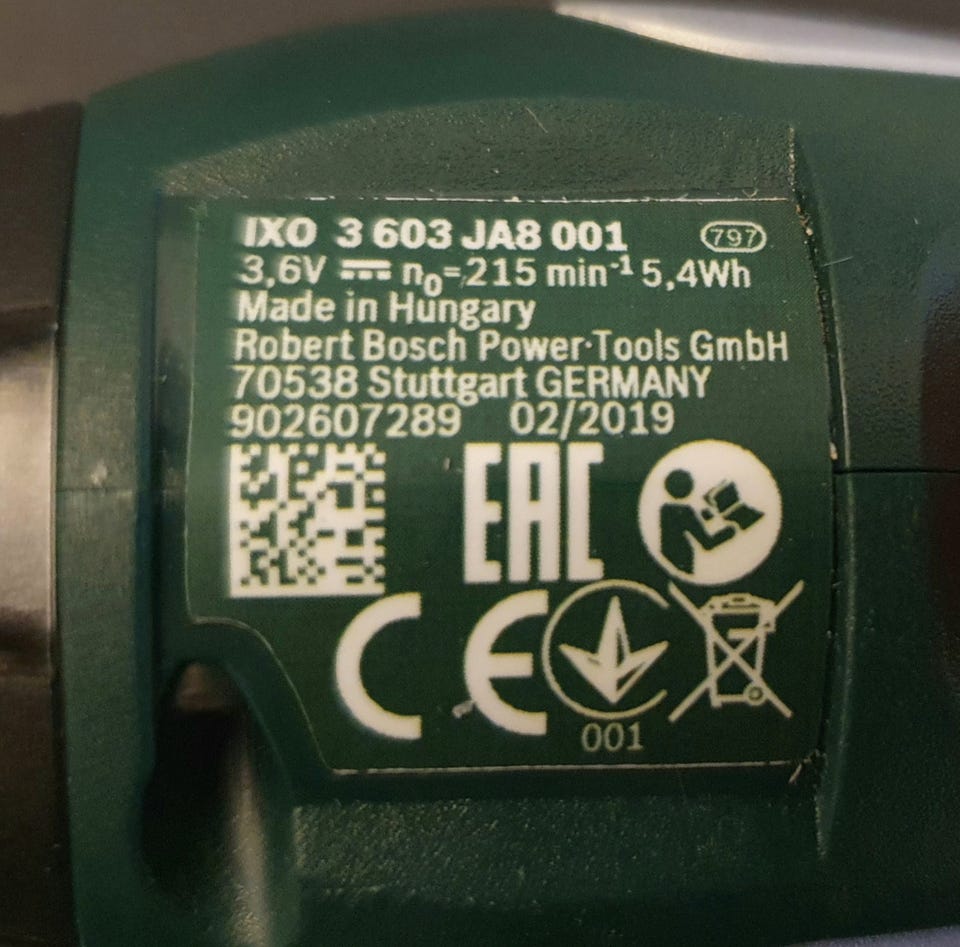 IXO 3 603 JA8 001 797
3,6V ⎓ n₀=215 min⁻¹ 5,4Wh
Made in Hungary
Robert Bosch Power Tools GmbH
70538 Stuttgart GERMANY
902607289 02/2019
EAC
CE
001